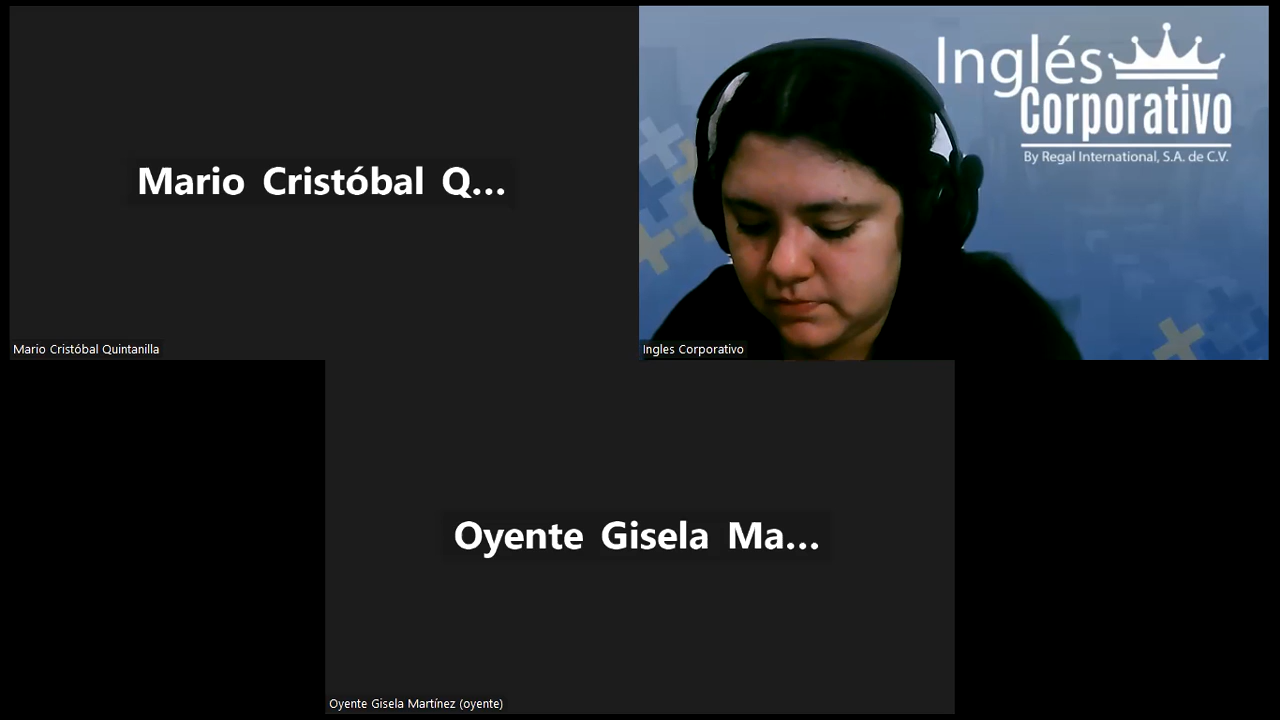 Mario Cristóbal Q...
Mario Cristóbal Quintanilla
Inglés
Corporativo
By Regal International, S.A. de C.V.
Ingles Corporativo
Oyente Gisela Ma...
Oyente Gisela Martínez (oyente)